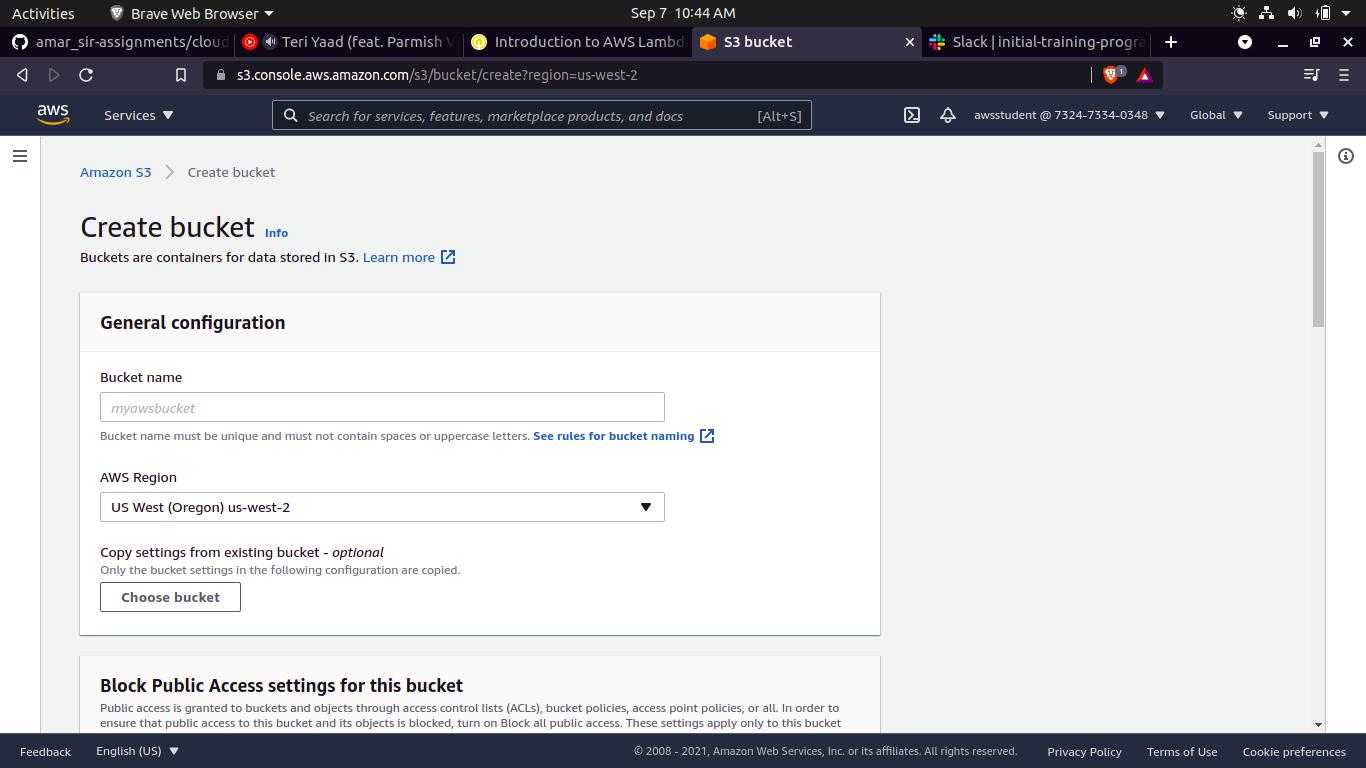 Activities Brave Web Browser Sep 7 10:44 AM
amar_sir-assignments/cloud Teri Yaad (feat. Parmish V Introduction to AWS Lambd S3 bucket Slack | initial-training-progra
s3.console.aws.amazon.com/s3/bucket/create?region=us-west-2 1
aws Services Search for services, features, marketplace products, and docs [Alt+S] awsstudent @ 7324-7334-0348 Global Support
Amazon S3 Create bucket
Create bucket Info
Buckets are containers for data stored in S3. Learn more
General configuration
Bucket name
myawsbucket
Bucket name must be unique and must not contain spaces or uppercase letters. See rules for bucket naming
AWS Region
US West (Oregon) us-west-2
Copy settings from existing bucket - optional
Only the bucket settings in the following configuration are copied.
Choose bucket
Block Public Access settings for this bucket
Public access is granted to buckets and objects through access control lists (ACLs), bucket policies, access point policies, or all. In order to
ensure that public access to this bucket and its objects is blocked, turn on Block all public access. These settings apply only to this bucket
Feedback English (US) © 2008 - 2021, Amazon Web Services, Inc. or its affiliates. All rights reserved. Privacy Policy Terms of Use Cookie preferences